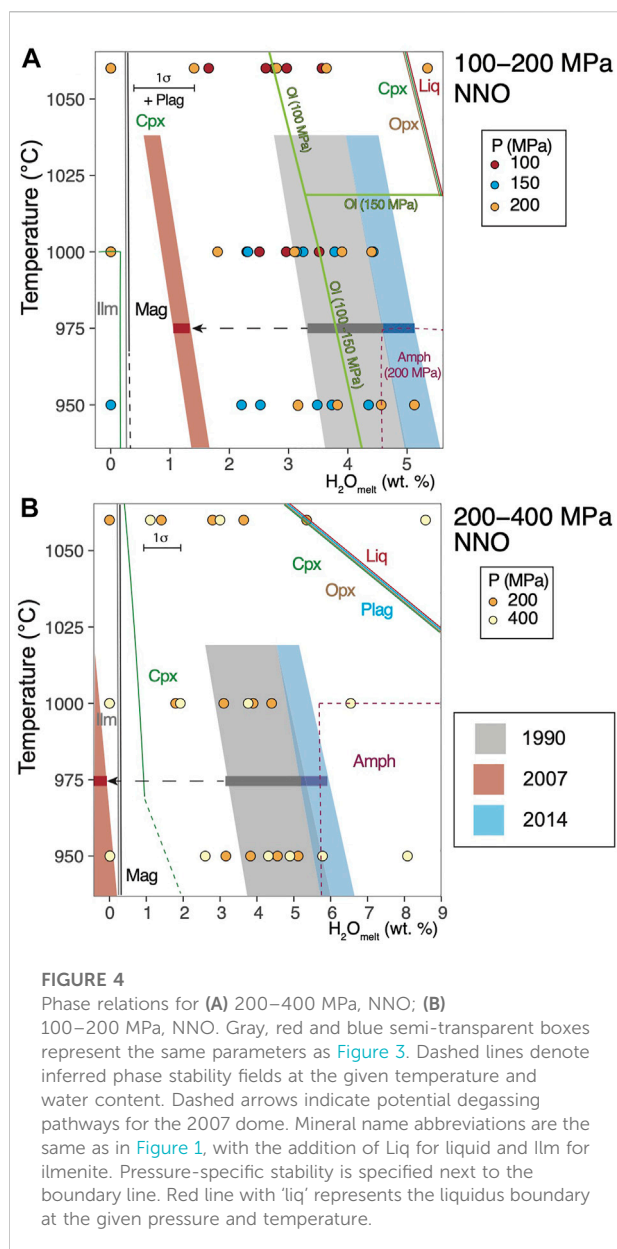 A
100–200 MPa
NNO
1σ
+ Plag
Cpx
Cpx
Liq
Opx
Ol (100 MPa)
Ol (150 MPa)
Ol (100–150 MPa)
Ilm
Mag
Amph
(200 MPa)
P (MPa)
100
150
200
Temperature (°C)
1050
1025
1000
975
950
0 1 2 3 4 5
H₂Omelt (wt. %)
B
200–400 MPa
NNO
1σ
Cpx
Liq
Opx
Plag
Cpx
Ilm
Mag
Amph
P (MPa)
200
400
1990
2007
2014
Temperature (°C)
1050
1025
1000
975
950
0 1 2 3 4 5 6 7 8 9
H₂Omelt (wt. %)
FIGURE 4
Phase relations for (A) 200–400 MPa, NNO; (B)
100–200 MPa, NNO. Gray, red and blue semi-transparent boxes
represent the same parameters as Figure 3. Dashed lines denote
inferred phase stability fields at the given temperature and
water content. Dashed arrows indicate potential degassing
pathways for the 2007 dome. Mineral name abbreviations are the
same as in Figure 1, with the addition of Liq for liquid and Ilm for
ilmenite. Pressure-specific stability is specified next to the
boundary line. Red line with ‘liq’ represents the liquidus boundary
at the given pressure and temperature.